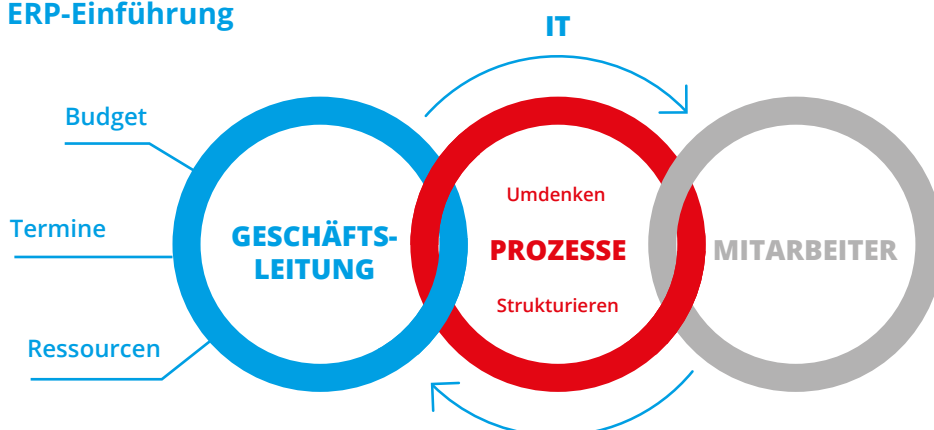 ERP-Einführung
IT
Budget
Termine
Ressourcen
GESCHÄFTS-
LEITUNG
Umdenken
PROZESSE
Strukturieren
MITARBEITER